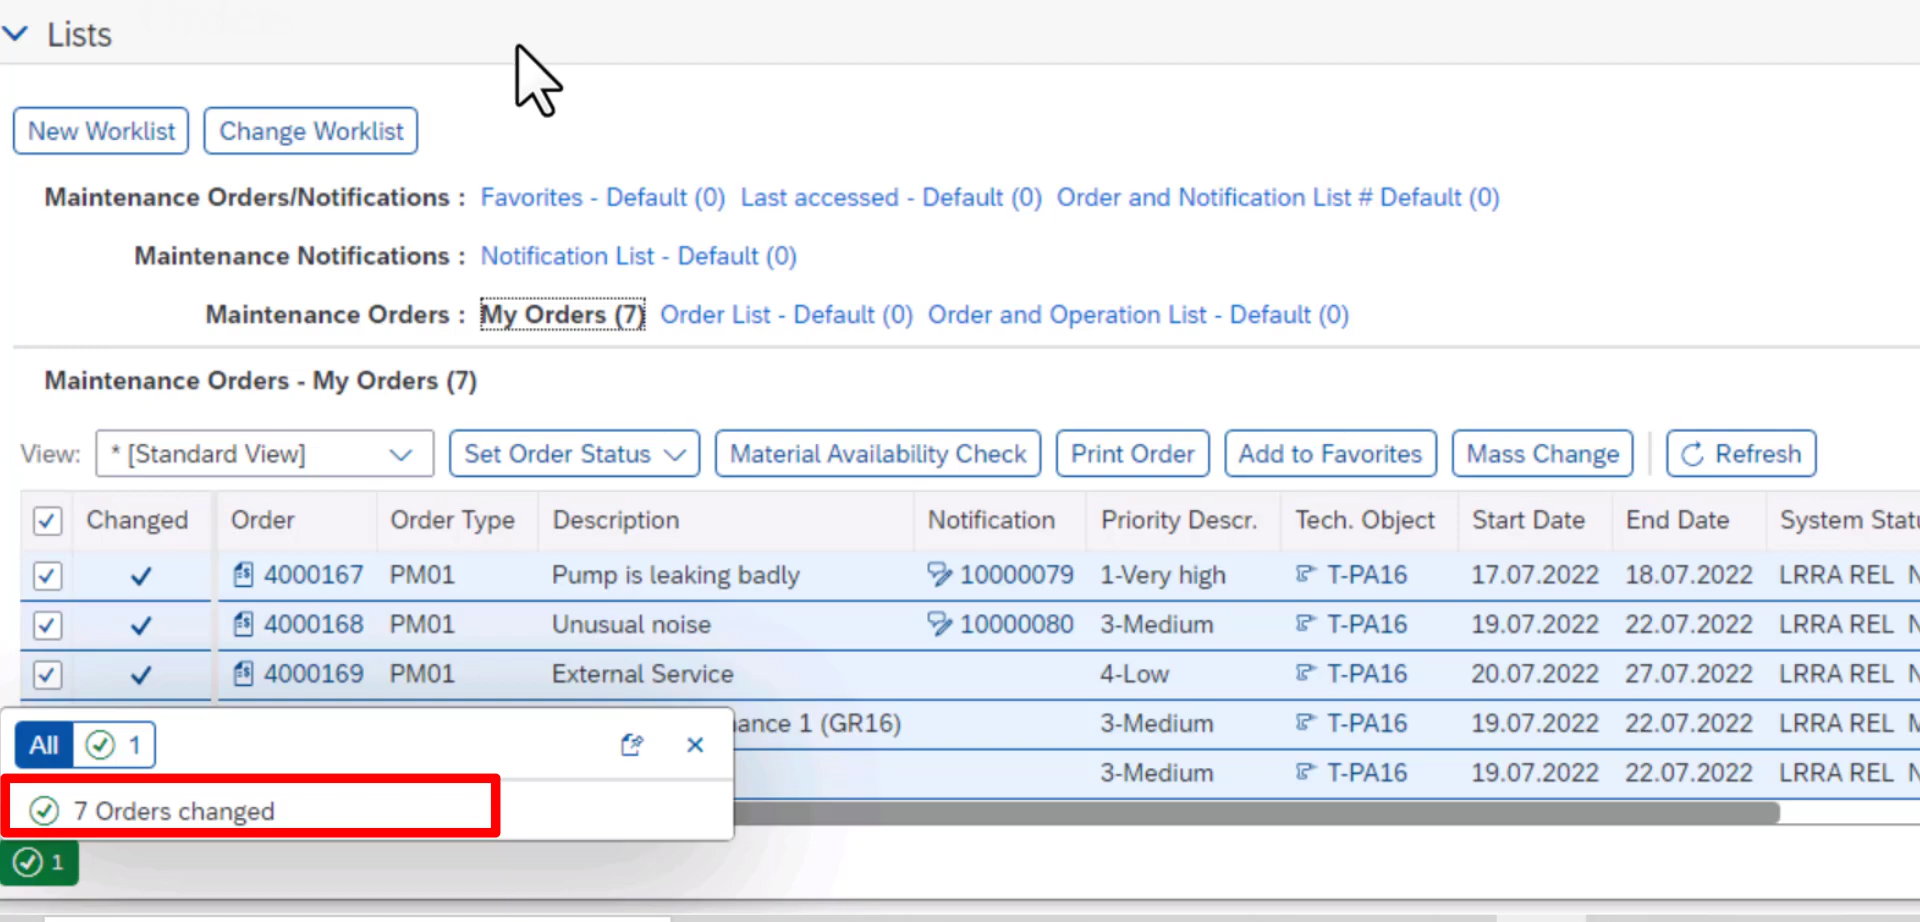 Lists
New Worklist Change Worklist
Maintenance Orders/Notifications : Favorites - Default (0) Last accessed - Default (0) Order and Notification List # Default (0)
Maintenance Notifications : Notification List - Default (0)
Maintenance Orders : My Orders (7) Order List - Default (0) Order and Operation List - Default (0)
Maintenance Orders - My Orders (7)
View: * [Standard View] Set Order Status Material Availability Check Print Order Add to Favorites Mass Change Refresh
Changed Order Order Type Description Notification Priority Descr. Tech. Object Start Date End Date System
4000167 PM01 Pump is leaking badly 10000079 1-Very high T-PA16 17.07.2022 18.07.2022 LRRA REL
4000168 PM01 Unusual noise 10000080 3-Medium T-PA16 19.07.2022 22.07.2022 LRRA REL
4000169 PM01 External Service 4-Low T-PA16 20.07.2022 27.07.2022 LRRA REL
1 (GR16) 3-Medium T-PA16 19.07.2022 22.07.2022 LRRA REL
3-Medium T-PA16 19.07.2022 22.07.2022 LRRA REL
All 1
7 Orders changed
1